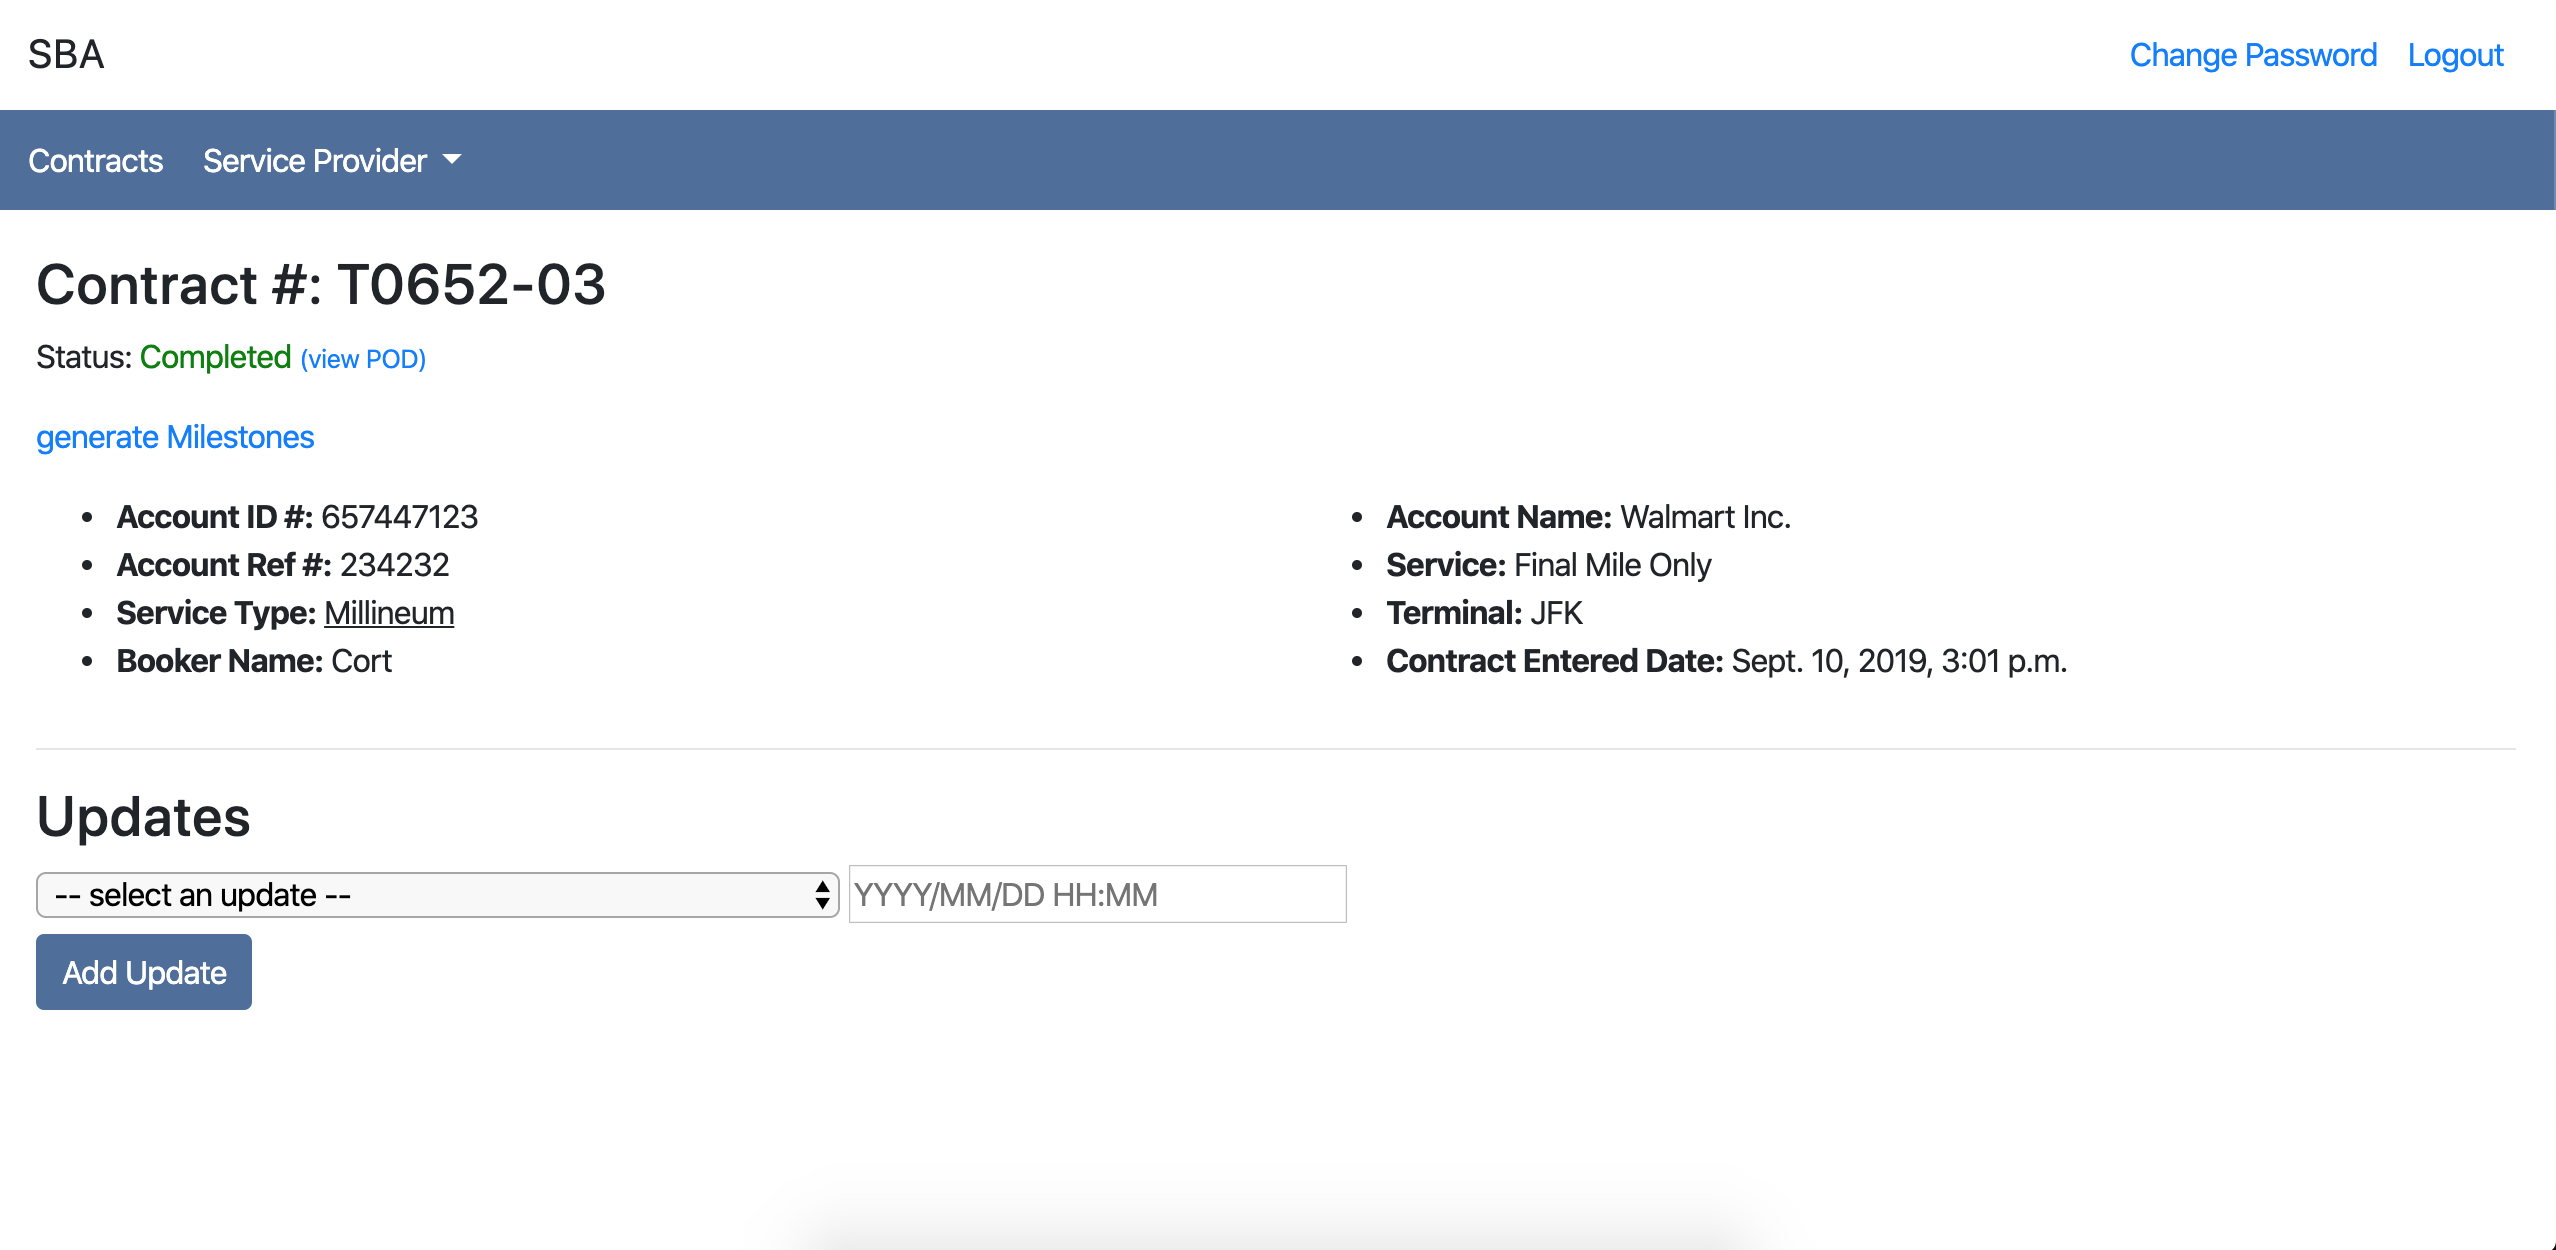 SBA
Change Password Logout
Contracts Service Provider
Contract #: T0652-03
Status: Completed (view POD)
generate Milestones
• Account ID #: 657447123
• Account Ref #: 234232
• Service Type: Millineum
• Booker Name: Cort
• Account Name: Walmart Inc.
• Service: Final Mile Only
• Terminal: JFK
• Contract Entered Date: Sept. 10, 2019, 3:01 p.m.
Updates
-- select an update -- YYYY/MM/DD HH:MM
Add Update